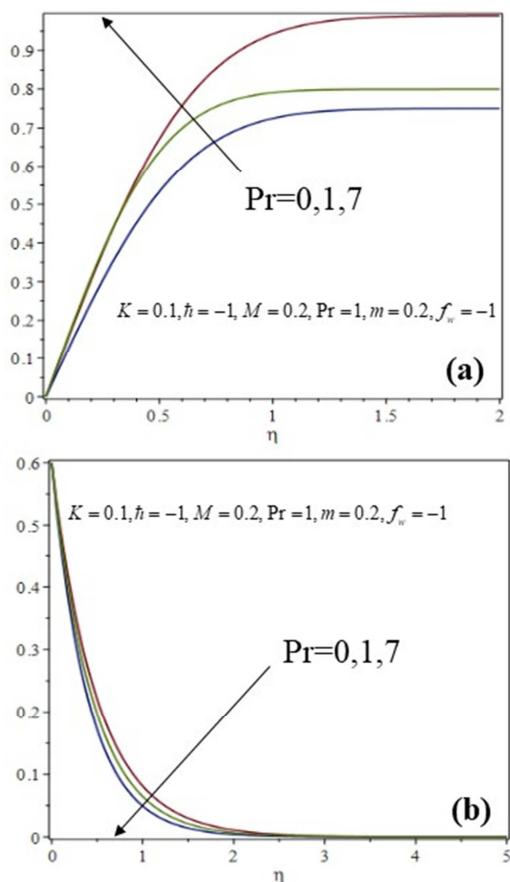 0.9
0.8
0.7
0.6
0.5
0.4
0.3
0.2
0.1
0
Pr=0,1,7
K = 0.1, ℏ = −1, M = 0.2, Pr = 1, m = 0.2, f_w = −1
(a)
0 0.5 1 1.5 2
η
0.6
0.5
0.4
0.3
0.2
0.1
0
K = 0.1, ℏ = −1, M = 0.2, Pr = 1, m = 0.2, f_w = −1
Pr=0,1,7
(b)
0 1 2 3 4 5
η